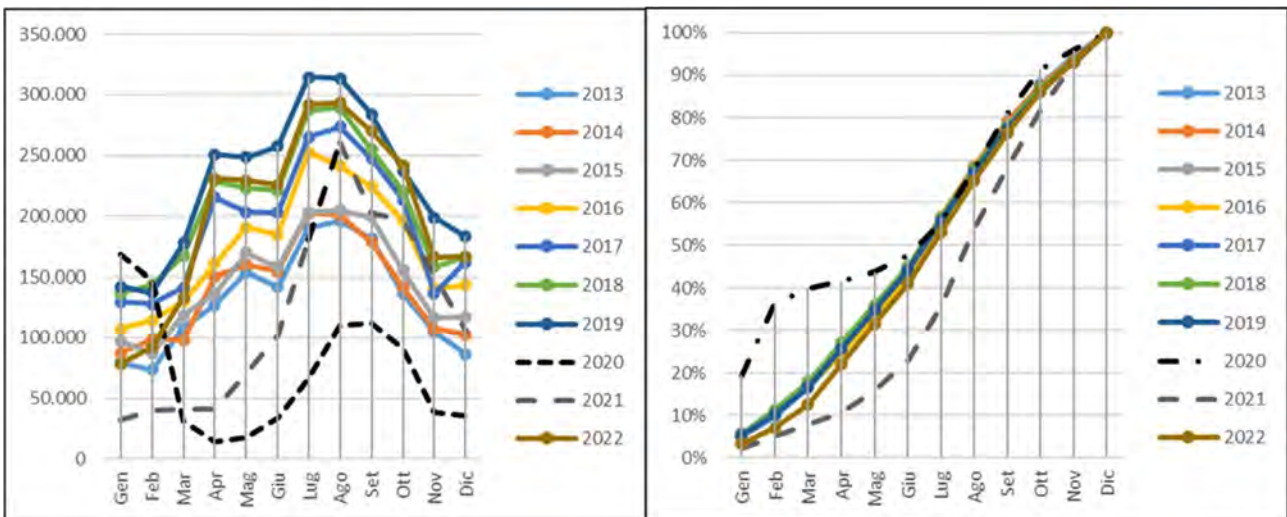 350.000
300.000
250.000
200.000
150.000
100.000
50.000
0
Gen
Feb
Mar
Apr
Mag
Giu
Lug
Ago
Set
Ott
Nov
Dic
2013
2014
2015
2016
2017
2018
2019
2020
2021
2022
100%
90%
80%
70%
60%
50%
40%
30%
20%
10%
0%
Gen
Feb
Mar
Apr
Mag
Giu
Lug
Ago
Set
Ott
Nov
Dic
2013
2014
2015
2016
2017
2018
2019
2020
2021
2022